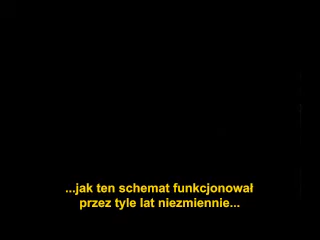 ...jak ten schemat funkcjonował
przez tyle lat niezmiennie...